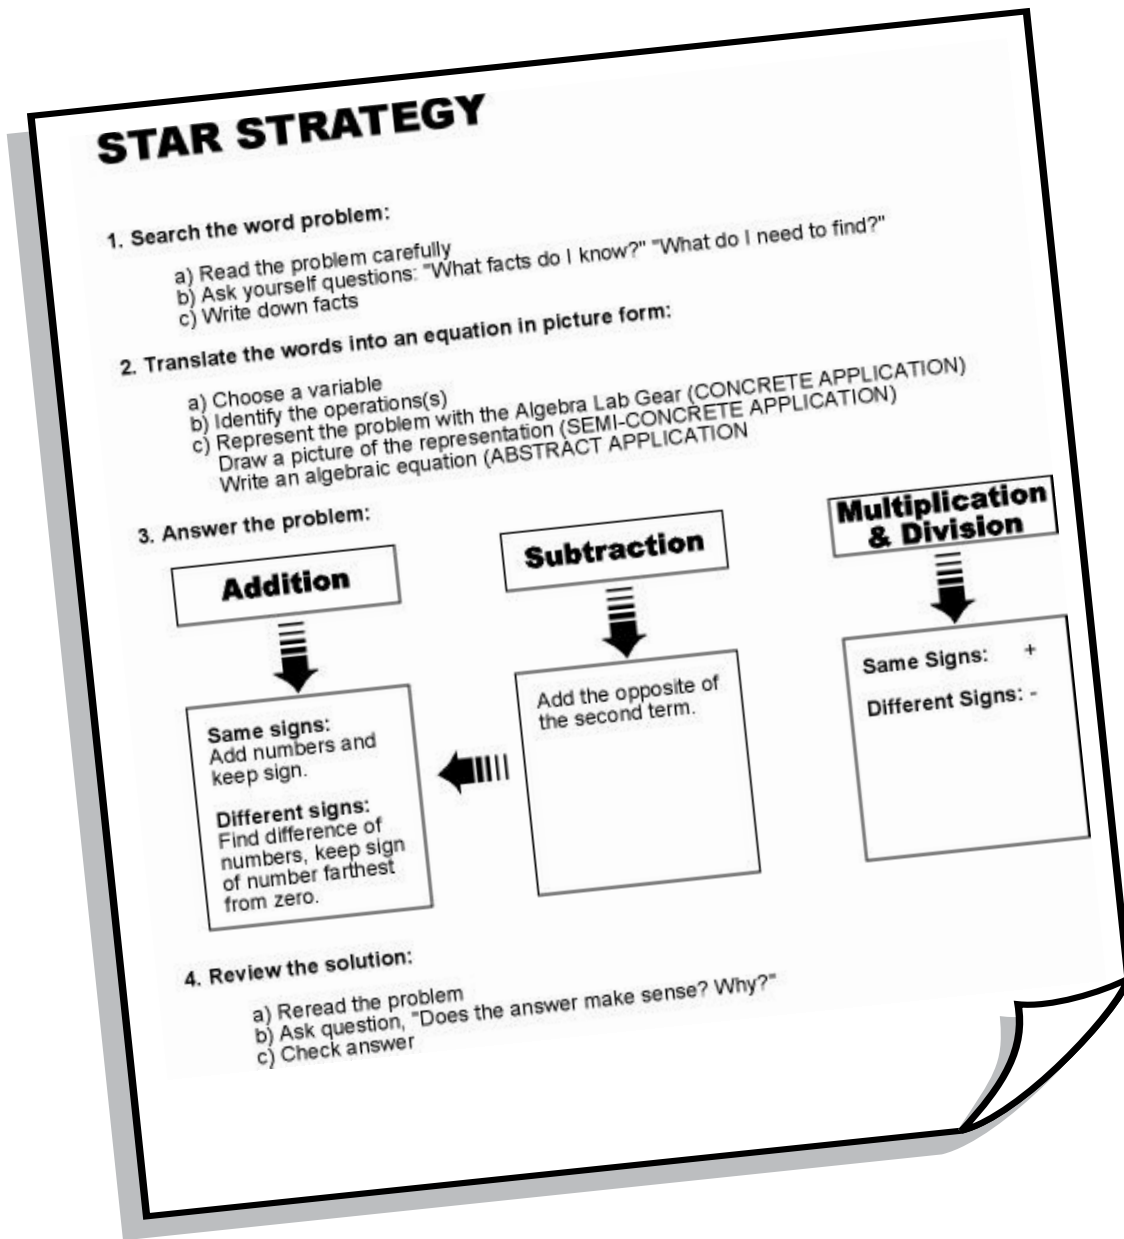 STAR STRATEGY
1. Search the word problem:
a) Read the problem carefully
b) Ask yourself questions: "What facts do I know?" "What do I need to find?"
c) Write down facts
2. Translate the words into an equation in picture form:
a) Choose a variable
b) Identify the operations(s)
c) Represent the problem with the Algebra Lab Gear (CONCRETE APPLICATION)
Draw a picture of the representation (SEMI-CONCRETE APPLICATION)
Write an algebraic equation (ABSTRACT APPLICATION
3. Answer the problem:
Addition
Same signs:
Add numbers and
keep sign.
Different signs:
Find difference of
numbers, keep sign
of number farthest
from zero.
Subtraction
Add the opposite of
the second term.
Multiplication
& Division
Same Signs: +
Different Signs: -
4. Review the solution:
a) Reread the problem
b) Ask question, "Does the answer make sense? Why?"
c) Check answer